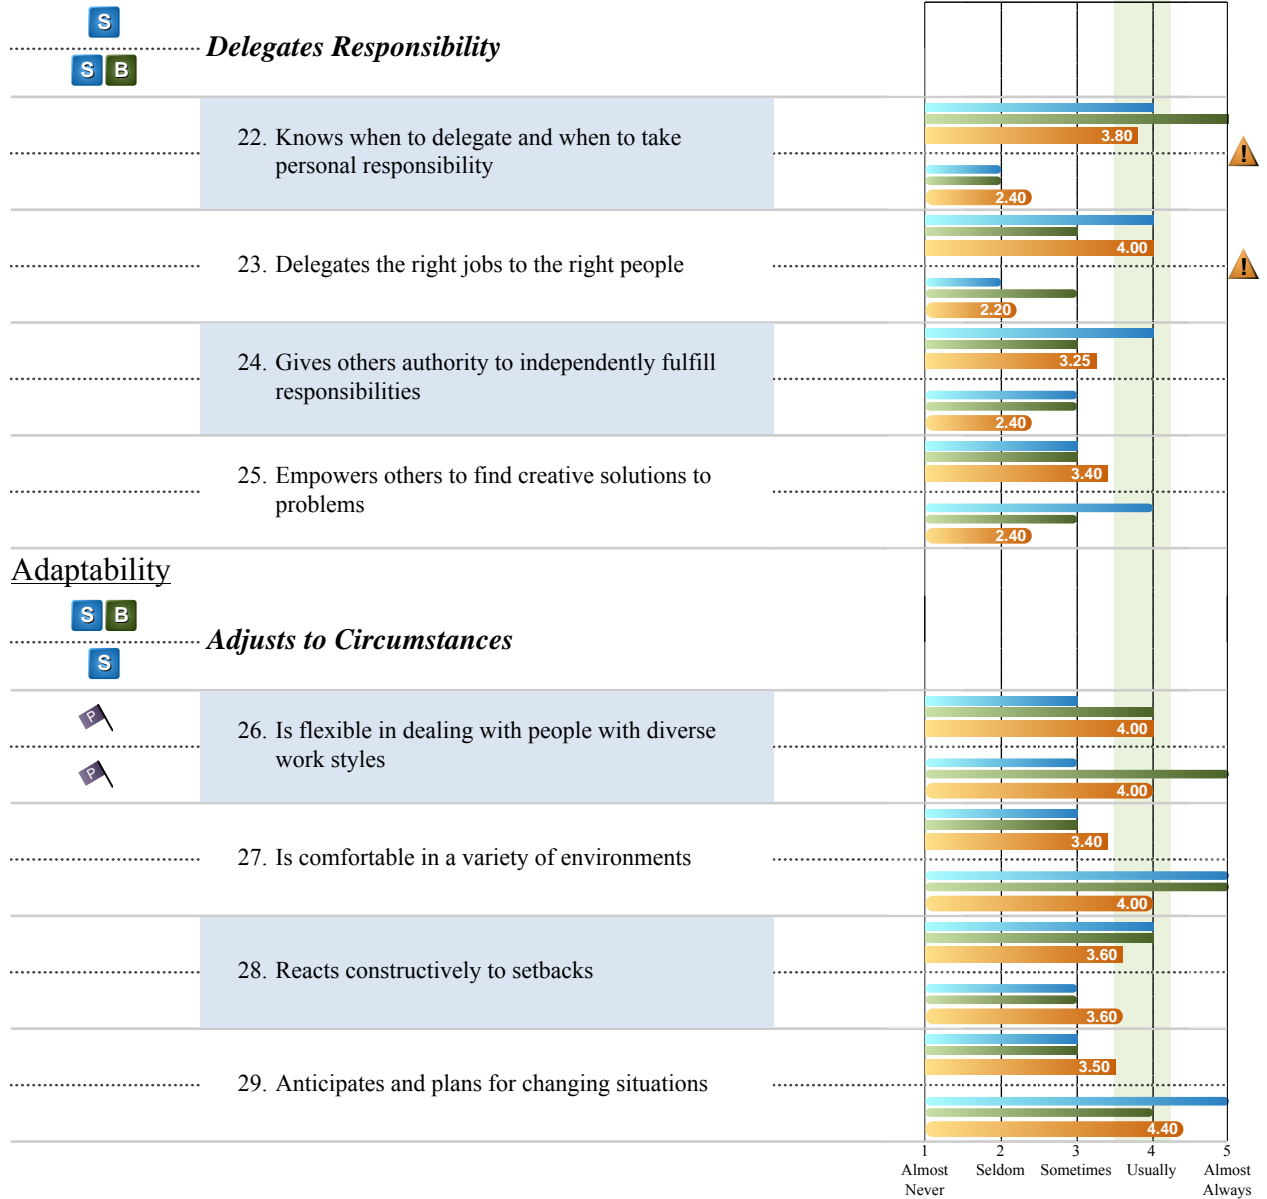 S
Delegates Responsibility
S B
22. Knows when to delegate and when to take
personal responsibility
3.80
!
2.40
23. Delegates the right jobs to the right people
4.00
!
2.20
24. Gives others authority to independently fulfill
responsibilities
3.25
2.40
25. Empowers others to find creative solutions to
problems
3.40
2.40
Adaptability
S B
Adjusts to Circumstances
S
P
26. Is flexible in dealing with people with diverse
work styles
4.00
P
4.00
27. Is comfortable in a variety of environments
3.40
4.00
28. Reacts constructively to setbacks
3.60
3.60
29. Anticipates and plans for changing situations
3.50
4.40
1 2 3 4 5
Almost Seldom Sometimes Usually Almost
Never Always